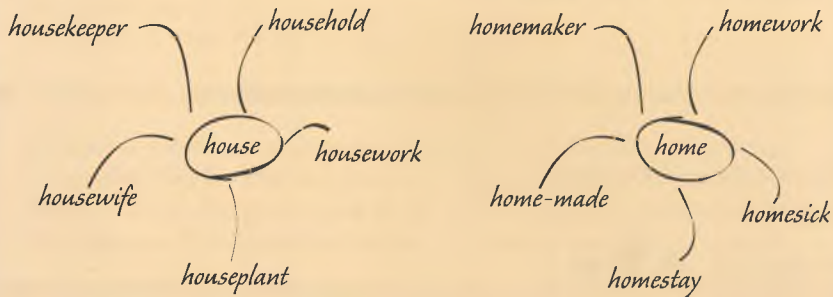 housekeeper
household
house
housework
housewife
houseplant
homemaker
homework
home
home-made
homesick
homestay